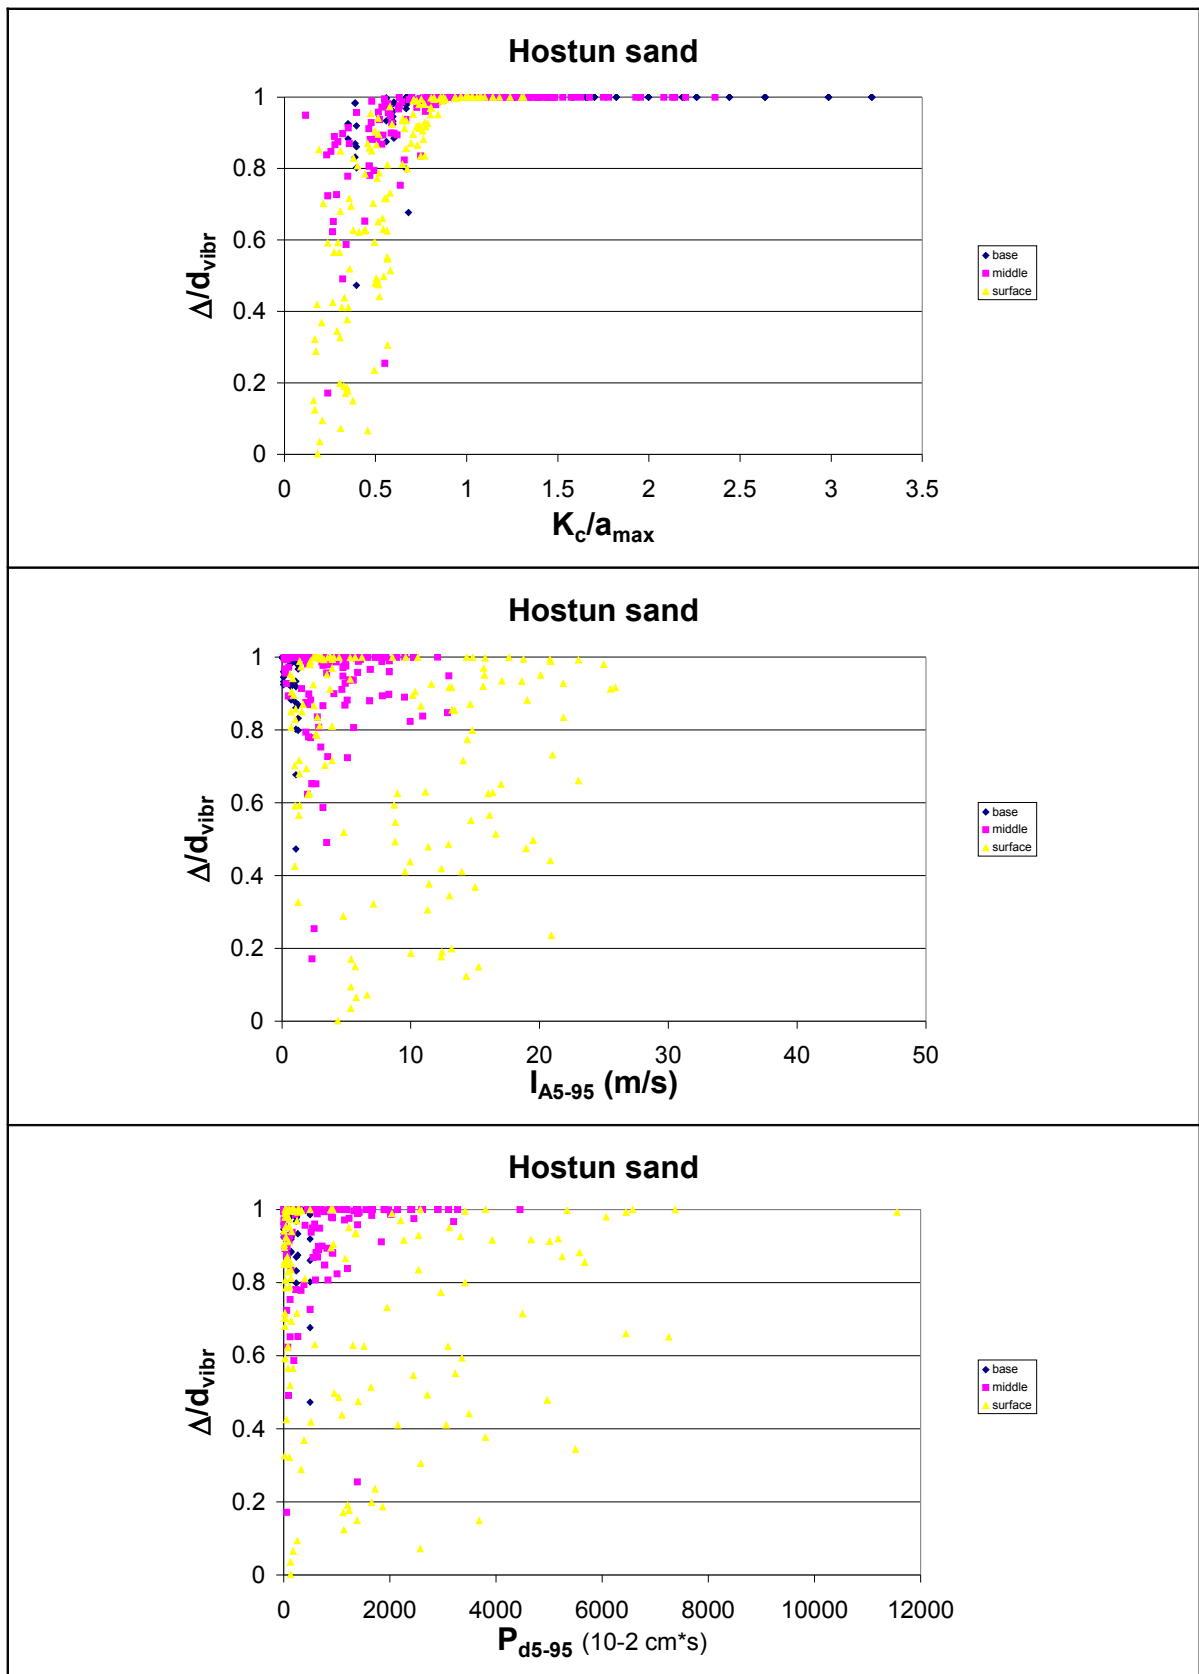 Hostun sand
1
0.8
0.6
0.4
0.2
0
Δ/dvibr
0 0.5 1 1.5 2 2.5 3 3.5
Kc/amax
base
middle
surface
Hostun sand
1
0.8
0.6
0.4
0.2
0
Δ/dvibr
0 10 20 30 40 50
IA5-95 (m/s)
base
middle
surface
Hostun sand
1
0.8
0.6
0.4
0.2
0
Δ/dvibr
0 2000 4000 6000 8000 10000 12000
Pd5-95 (10-2 cm*s)
base
middle
surface